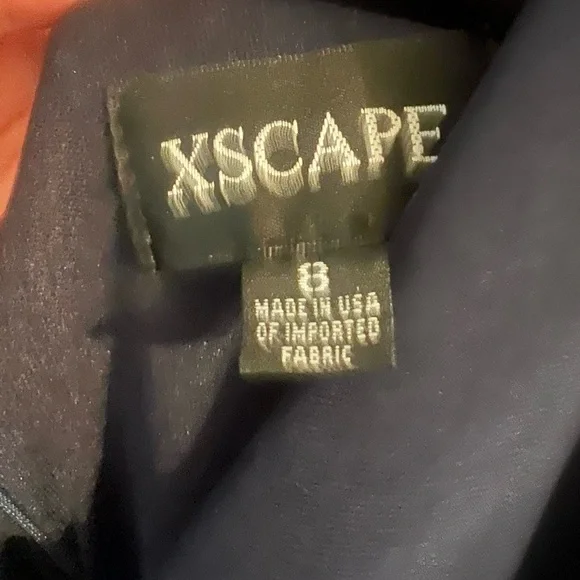 XSCAPE
8
MADE IN USA
OF IMPORTED
FABRIC